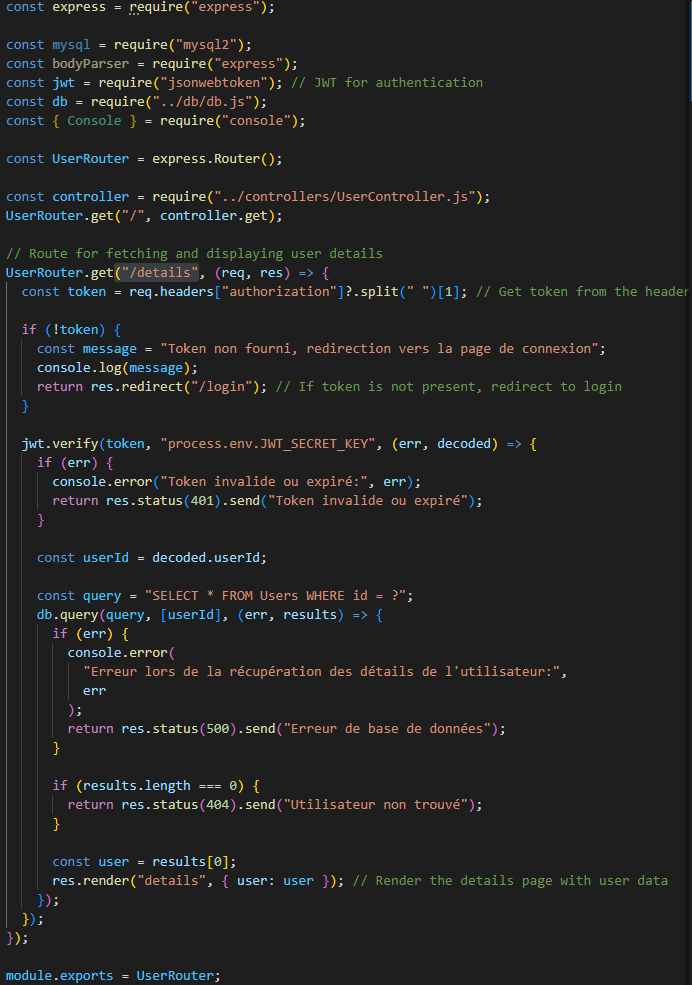 const express = require("express");
const mysql = require("mysql2");
const bodyParser = require("express");
const jwt = require("jsonwebtoken"); // JWT for authentication
const db = require("../db/db.js");
const { Console } = require("console");
const UserRouter = express.Router();
const controller = require("../controllers/UserController.js");
UserRouter.get("/", controller.get);
// Route for fetching and displaying user details
UserRouter.get("/details", (req, res) => {
const token = req.headers["authorization"]?.split(" ")[1]; // Get token from the header
if (!token) {
const message = "Token non fourni, redirection vers la page de connexion";
console.log(message);
return res.redirect("/login"); // If token is not present, redirect to login
}
jwt.verify(token, "process.env.JWT_SECRET_KEY", (err, decoded) => {
if (err) {
console.error("Token invalide ou expiré:", err);
return res.status(401).send("Token invalide ou expiré");
}
const userId = decoded.userId;
const query = "SELECT * FROM Users WHERE id = ?";
db.query(query, [userId], (err, results) => {
if (err) {
console.error(
"Erreur lors de la récupération des détails de l'utilisateur:",
err
);
return res.status(500).send("Erreur de base de données");
}
if (results.length === 0) {
return res.status(404).send("Utilisateur non trouvé");
}
const user = results[0];
res.render("details", { user: user }); // Render the details page with user data
});
});
});
module.exports = UserRouter;